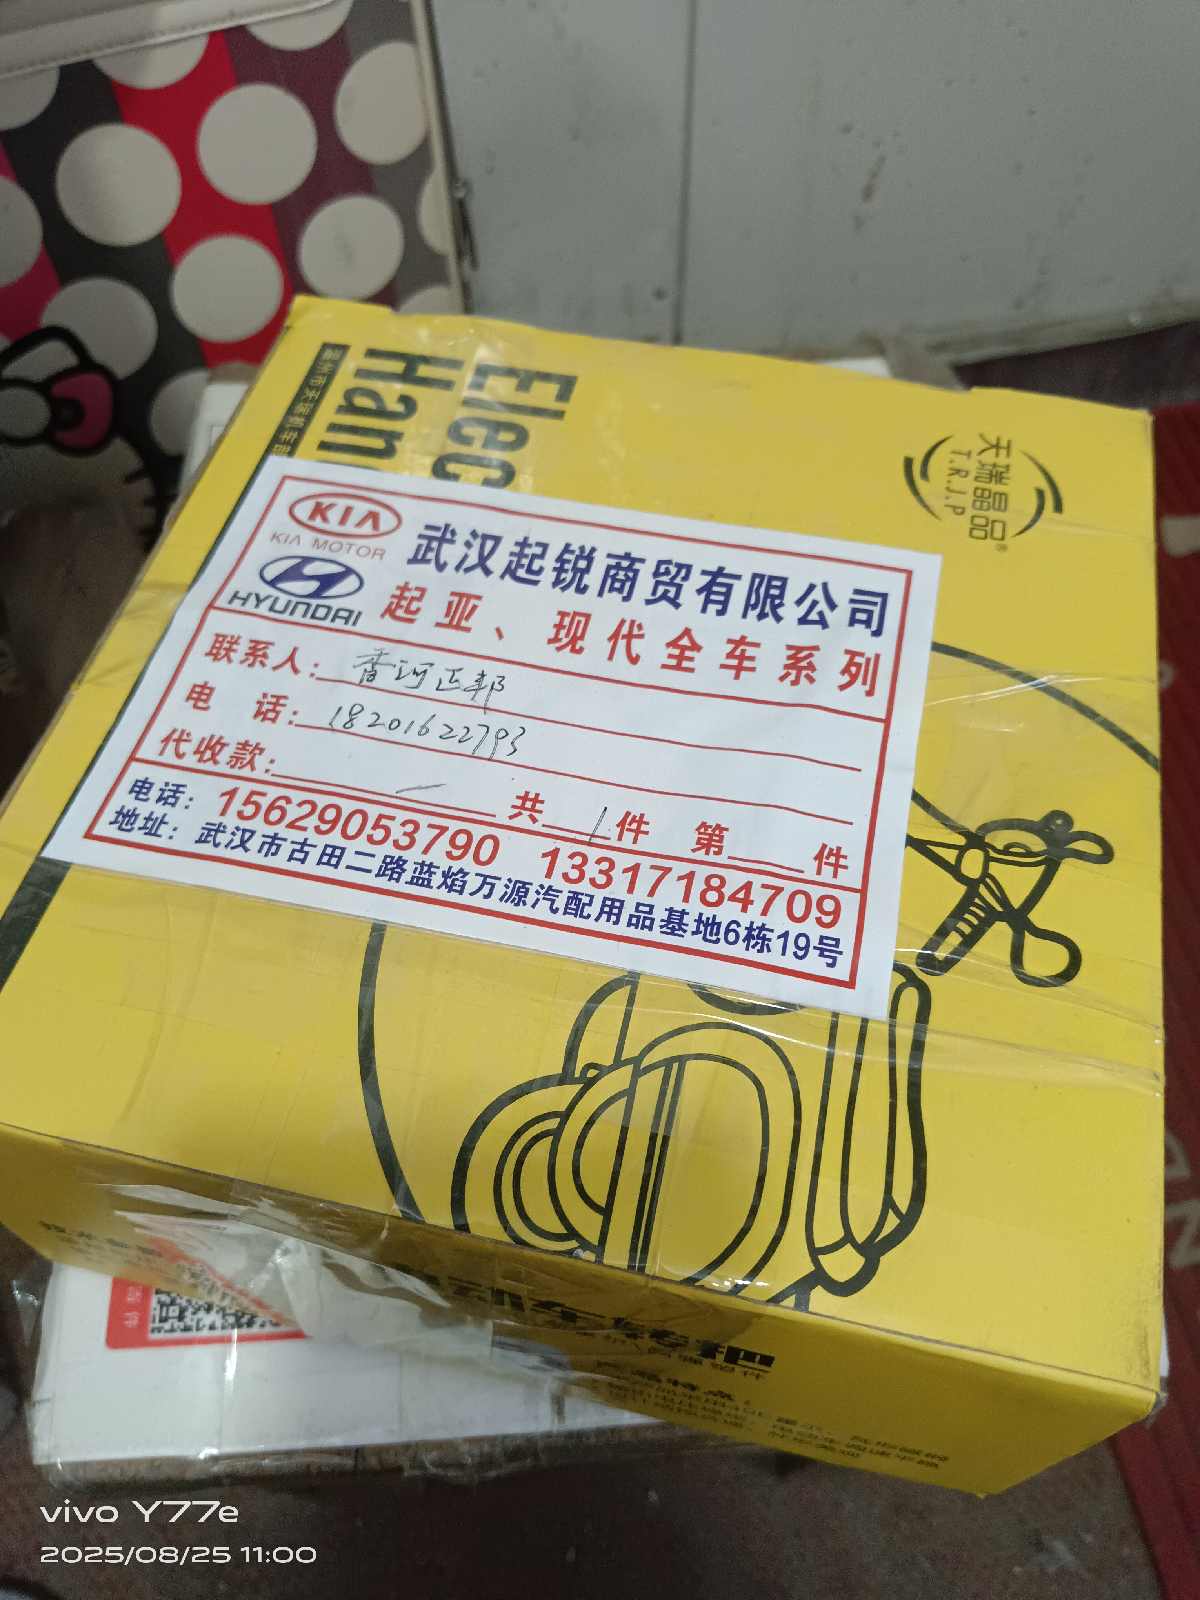 Elec
Han
天瑞晶品®
T.R.J.P
KIA
KIA MOTOR
HYUNDAI
武汉起锐商贸有限公司
起亚、现代全车系列
联系人：香河正邦
电 话：18201622793
代收款：一 共1件 第 件
电话：15629053790 13317184709
地址：武汉市古田二路蓝焰万源汽配用品基地6栋19号
vivo Y77e
2025/08/25 11:00